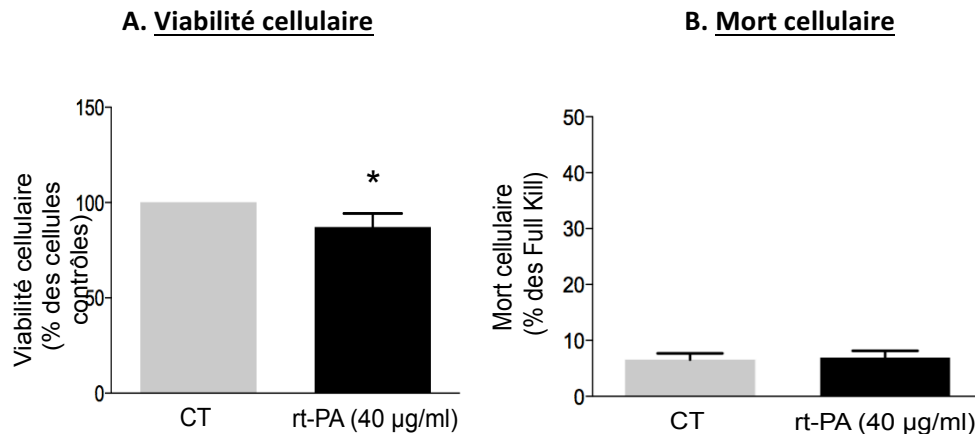 A. Viabilité cellulaire
150
100
50
0
Viabilité cellulaire
(% des cellules
contrôles)
*
CT
rt-PA (40 µg/ml)
B. Mort cellulaire
50
40
30
20
10
0
Mort cellulaire
(% des Full Kill)
CT
rt-PA (40 µg/ml)